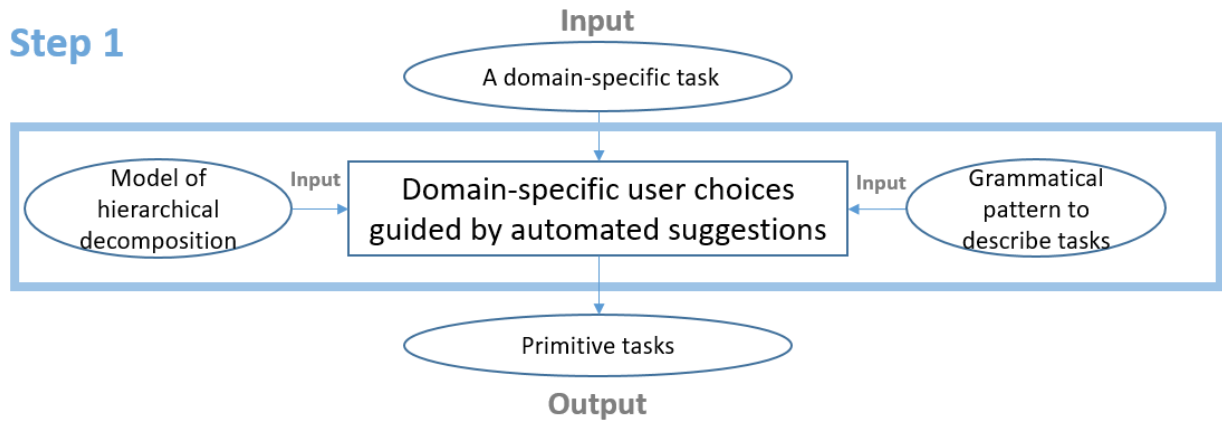 Input
Step 1
A domain-specific task
Model of
hierarchical
decomposition
Input
Domain-specific user choices
guided by automated suggestions
Input
Grammatical
pattern to
describe tasks
Primitive tasks
Output